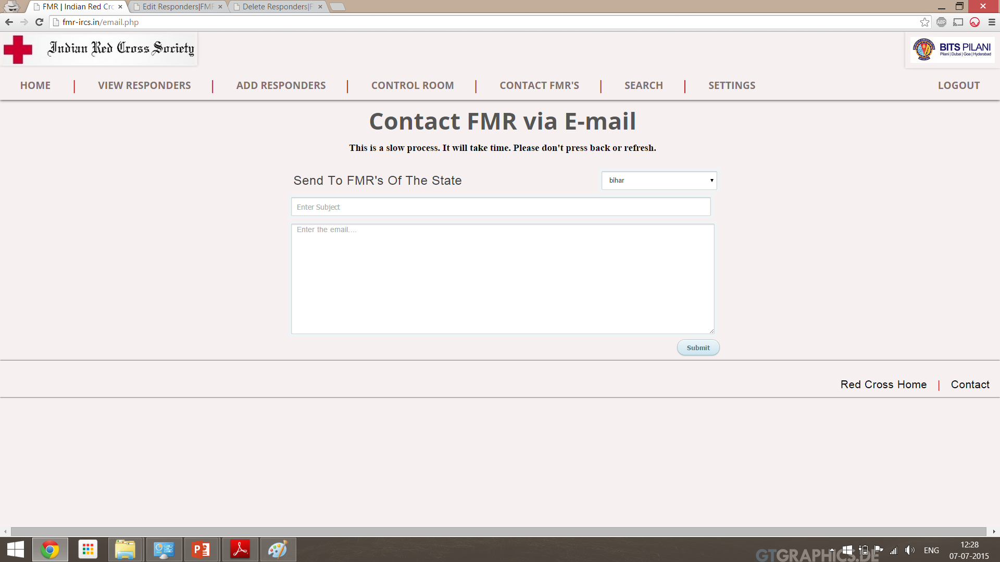 FMR | Indian Red Cro
Edit Responders|FMR
Delete Responders|F
fmr-ircs.in/email.php
ABP
Indian Red Cross Society
BITS PILANI
Pilani | Dubai | Goa | Hyderabad
HOME | VIEW RESPONDERS | ADD RESPONDERS | CONTROL ROOM | CONTACT FMR'S | SEARCH | SETTINGS LOGOUT
Contact FMR via E-mail
This is a slow process. It will take time. Please don't press back or refresh.
Send To FMR's Of The State
bihar
Enter Subject
Enter the email....
Submit
Red Cross Home | Contact
GTGRAPHICS.DE
ENG
12:28
07-07-2015